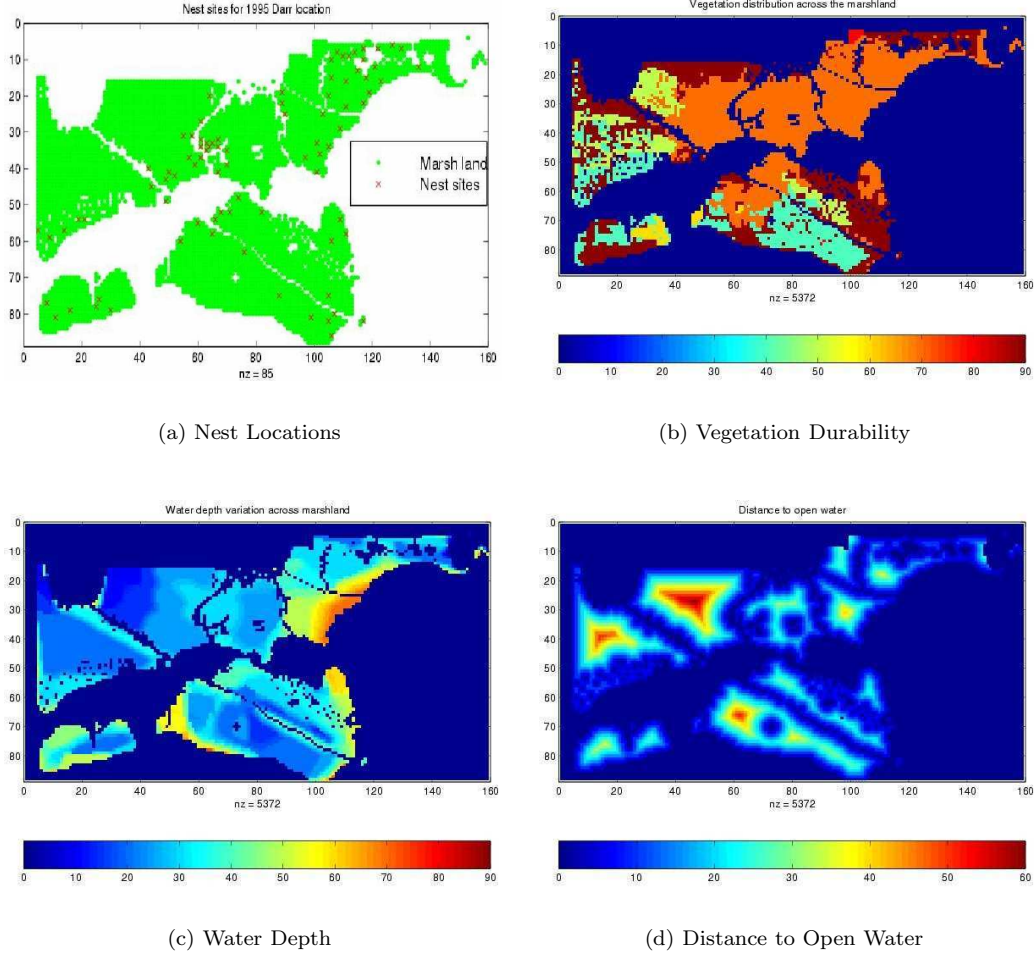 Nest sites for 1995 Darr location
0
10
20
30
40
50
60
70
80
0 20 40 60 80 100 120 140 160
nz = 85
Marsh land
Nest sites
(a) Nest Locations
Vegetation distribution across the marshland
0
10
20
30
40
50
60
70
80
0 20 40 60 80 100 120 140 160
nz = 5372
0 10 20 30 40 50 60 70 80 90
(b) Vegetation Durability
Water depth variation across marshland
0
10
20
30
40
50
60
70
80
0 20 40 60 80 100 120 140 160
nz = 5372
0 10 20 30 40 50 60 70 80 90
(c) Water Depth
Distance to open water
0
10
20
30
40
50
60
70
80
0 20 40 60 80 100 120 140 160
nz = 5372
0 10 20 30 40 50 60
(d) Distance to Open Water